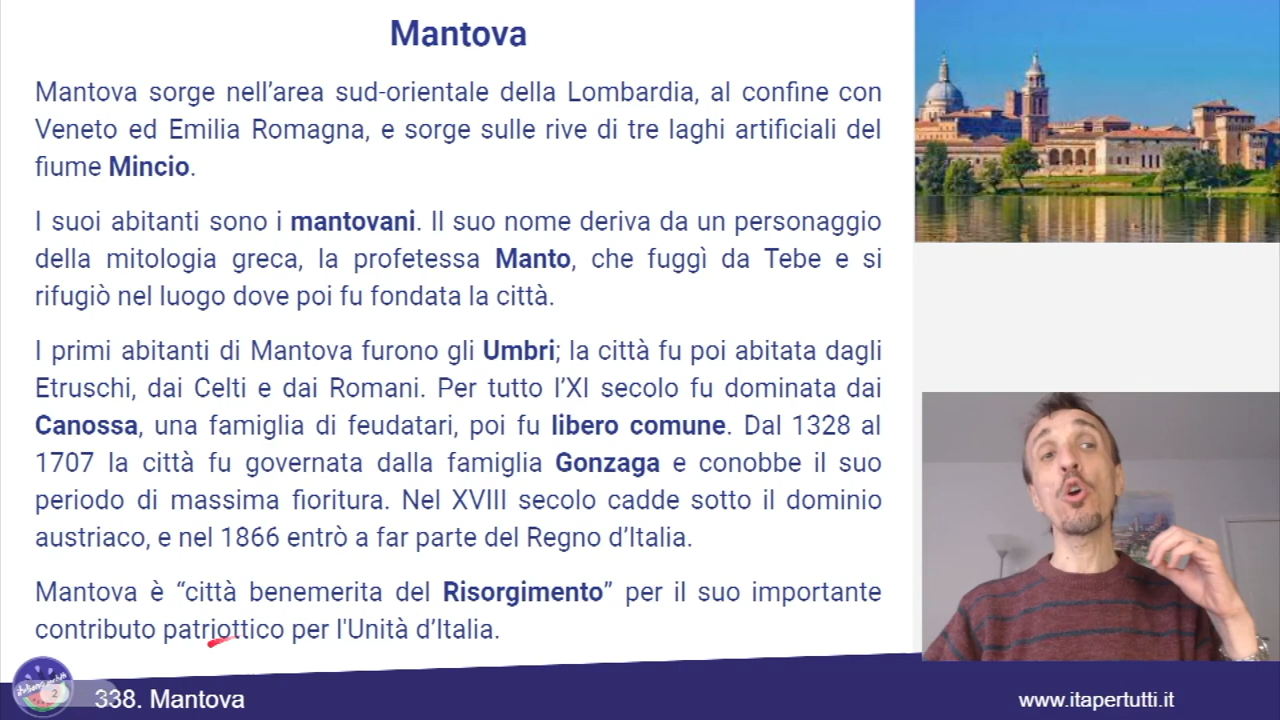 Mantova
Mantova sorge nell’area sud-orientale della Lombardia, al confine con
Veneto ed Emilia Romagna, e sorge sulle rive di tre laghi artificiali del
fiume Mincio.
I suoi abitanti sono i mantovani. Il suo nome deriva da un personaggio
della mitologia greca, la profetessa Manto, che fuggì da Tebe e si
rifugiò nel luogo dove poi fu fondata la città.
I primi abitanti di Mantova furono gli Umbri; la città fu poi abitata dagli
Etruschi, dai Celti e dai Romani. Per tutto l’XI secolo fu dominata dai
Canossa, una famiglia di feudatari, poi fu libero comune. Dal 1328 al
1707 la città fu governata dalla famiglia Gonzaga e conobbe il suo
periodo di massima fioritura. Nel XVIII secolo cadde sotto il dominio
austriaco, e nel 1866 entrò a far parte del Regno d’Italia.
Mantova è “città benemerita del Risorgimento” per il suo importante
contributo patriottico per l'Unità d’Italia.
2
338. Mantova
www.itapertutti.it